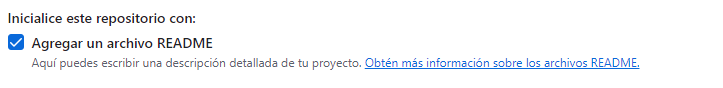 Inicialice este repositorio con:
Agregar un archivo README
Aquí puedes escribir una descripción detallada de tu proyecto. Obtén más información sobre los archivos README.